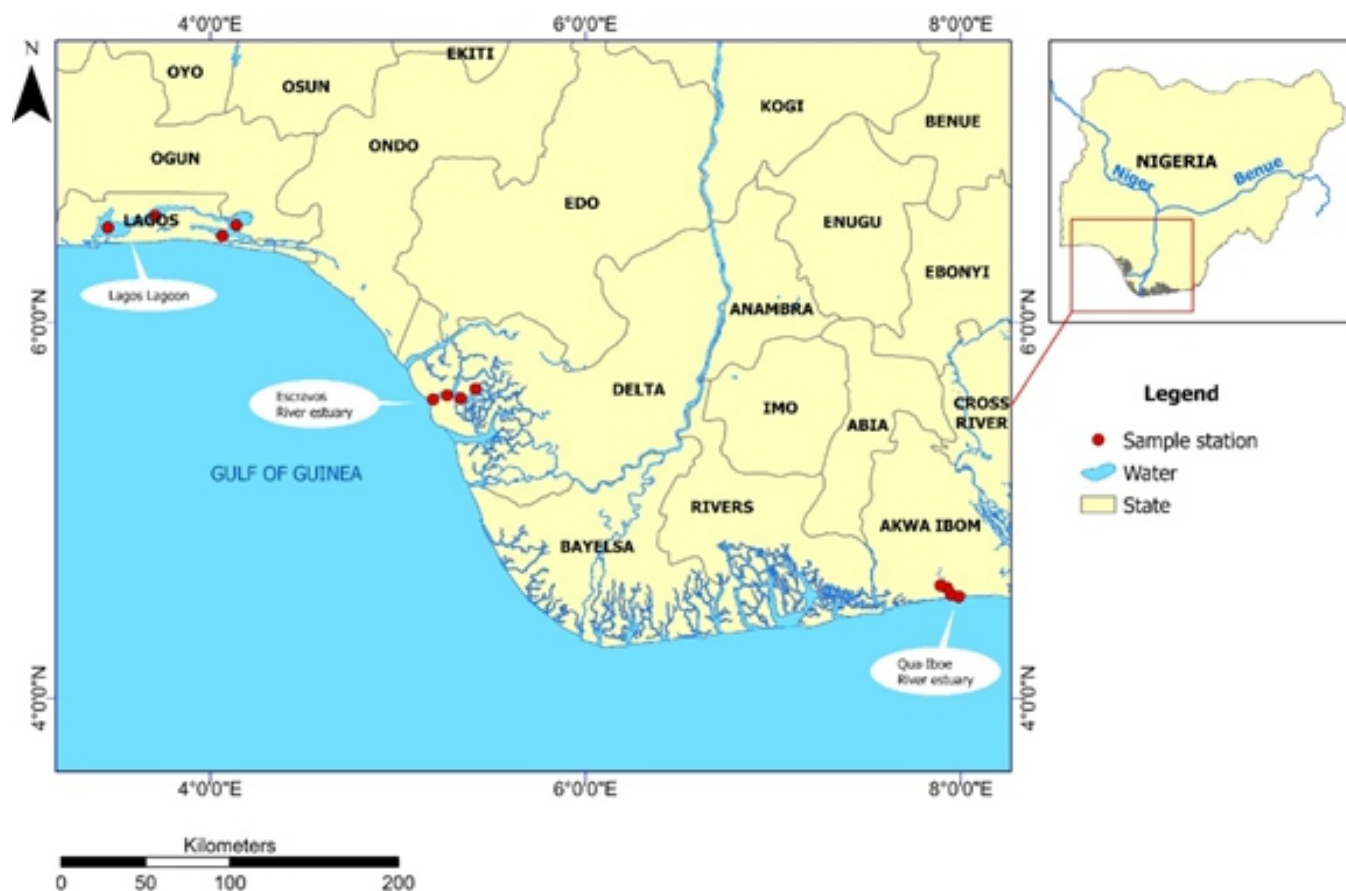 4°0'0"E 6°0'0"E 8°0'0"E
N
EKITI
OYO
OSUN
KOGI
BENUE
ONDO
OGUN
NIGERIA
Niger
Benue
EDO
LAGOS
ENUGU
EBONYI
Lagos Lagoon
ANAMBRA
6°0'0"N
6°0'0"N
DELTA
Escravos
River estuary
IMO
CROSS
RIVER
ABIA
Legend
Sample station
Water
State
GULF OF GUINEA
RIVERS
AKWA IBOM
BAYELSA
Qua-Iboe
River estuary
4°0'0"N
4°0'0"N
4°0'0"E 6°0'0"E 8°0'0"E
Kilometers
0 50 100 200